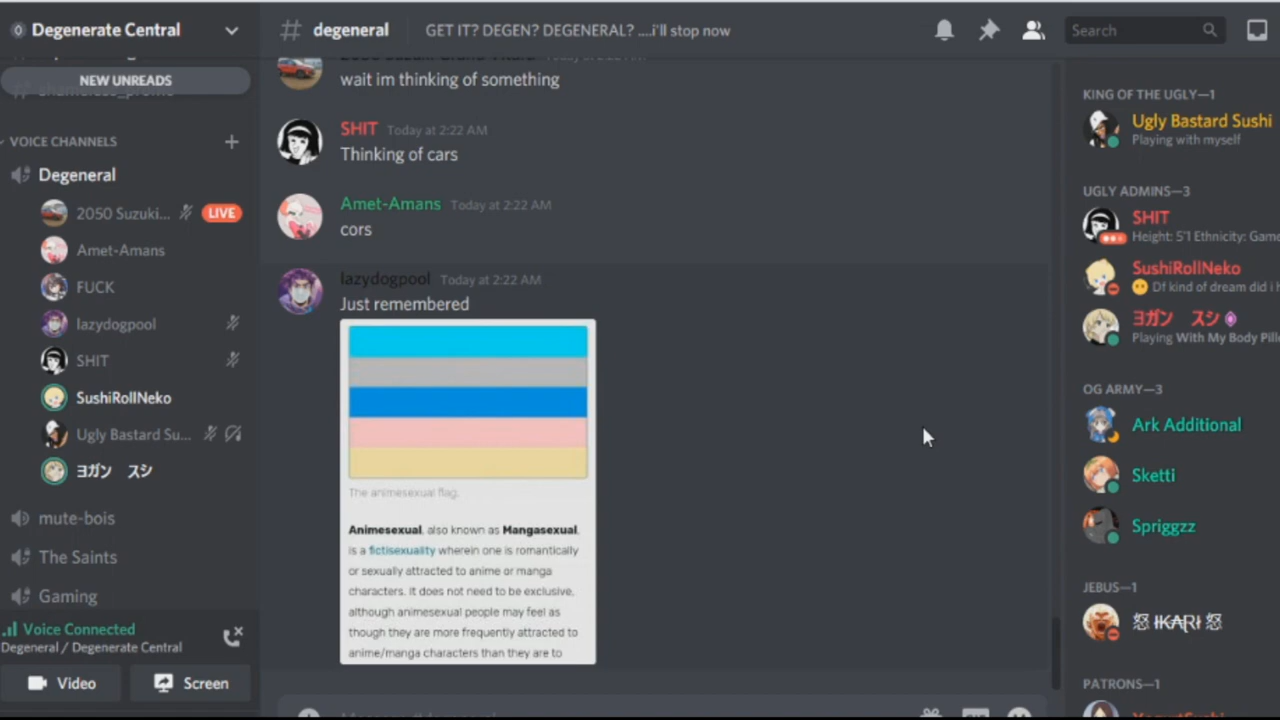 Degenerate Central
NEW UNREADS
VOICE CHANNELS
Degeneral
2050 Suzuki... LIVE
Amet-Amans
FUCK
lazydogpool
SHIT
SushiRollNeko
Ugly Bastard Su...
ヨガン スシ
mute-bois
The Saints
Gaming
Voice Connected
Degeneral / Degenerate Central
Video Screen
# degeneral GET IT? DEGEN? DEGENERAL? ....i'll stop now
Search
wait im thinking of something
SHIT Today at 2:22 AM
Thinking of cars
Amet-Amans Today at 2:22 AM
cors
lazydogpool Today at 2:22 AM
Just remembered
The animesexual flag.
Animesexual, also known as Mangasexual,
is a fictisexuality wherein one is romantically
or sexually attracted to anime or manga
characters. It does not need to be exclusive,
although animesexual people may feel as
though they are more frequently attracted to
anime/manga characters than they are to
KING OF THE UGLY—1
Ugly Bastard Sushi
Playing with myself
UGLY ADMINS—3
SHIT
Height: 5'1 Ethnicity: Game
SushiRollNeko
Df kind of dream did i h
ヨガン スシ
Playing With My Body Pill
OG ARMY—3
Ark Additional
Sketti
Spriggzz
JEBUS—1
怒 IKARI 怒
PATRONS—1